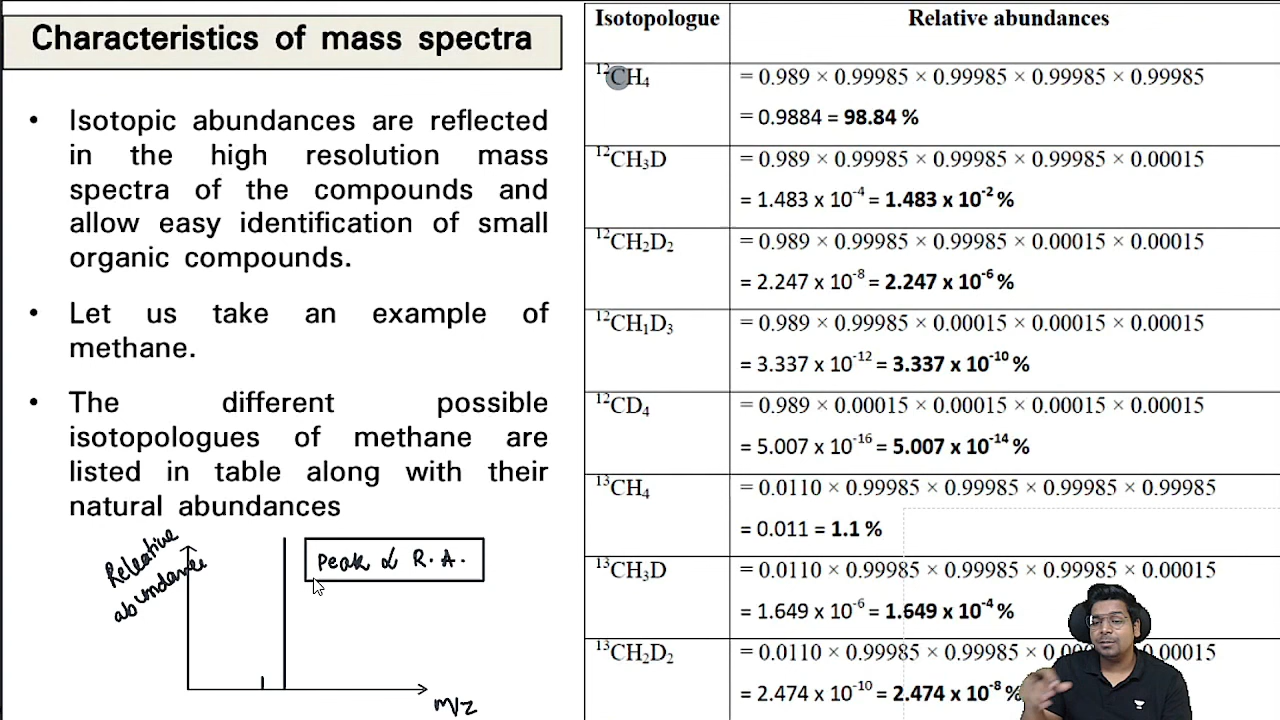 Characteristics of mass spectra
• Isotopic abundances are reflected
in the high resolution mass
spectra of the compounds and
allow easy identification of small
organic compounds.
• Let us take an example of
methane.
• The different possible
isotopologues of methane are
listed in table along with their
natural abundances
Releative
abundance
Peak α R.A.
m/z
Isotopologue Relative abundances
¹²CH₄ = 0.989 × 0.99985 × 0.99985 × 0.99985 × 0.99985
= 0.9884 = 98.84 %
¹²CH₃D = 0.989 × 0.99985 × 0.99985 × 0.99985 × 0.00015
= 1.483 x 10⁻⁴ = 1.483 x 10⁻² %
¹²CH₂D₂ = 0.989 × 0.99985 × 0.99985 × 0.00015 × 0.00015
= 2.247 x 10⁻⁸ = 2.247 x 10⁻⁶ %
¹²CH₁D₃ = 0.989 × 0.99985 × 0.00015 × 0.00015 × 0.00015
= 3.337 x 10⁻¹² = 3.337 x 10⁻¹⁰ %
¹²CD₄ = 0.989 × 0.00015 × 0.00015 × 0.00015 × 0.00015
= 5.007 x 10⁻¹⁶ = 5.007 x 10⁻¹⁴ %
¹³CH₄ = 0.0110 × 0.99985 × 0.99985 × 0.99985 × 0.99985
= 0.011 = 1.1 %
¹³CH₃D = 0.0110 × 0.99985 × 0.99985 × 0.99985 × 0.00015
= 1.649 x 10⁻⁶ = 1.649 x 10⁻⁴ %
¹³CH₂D₂ = 0.0110 × 0.99985 × 0.99985 × 0.00015
= 2.474 x 10⁻¹⁰ = 2.474 x 10⁻⁸ %